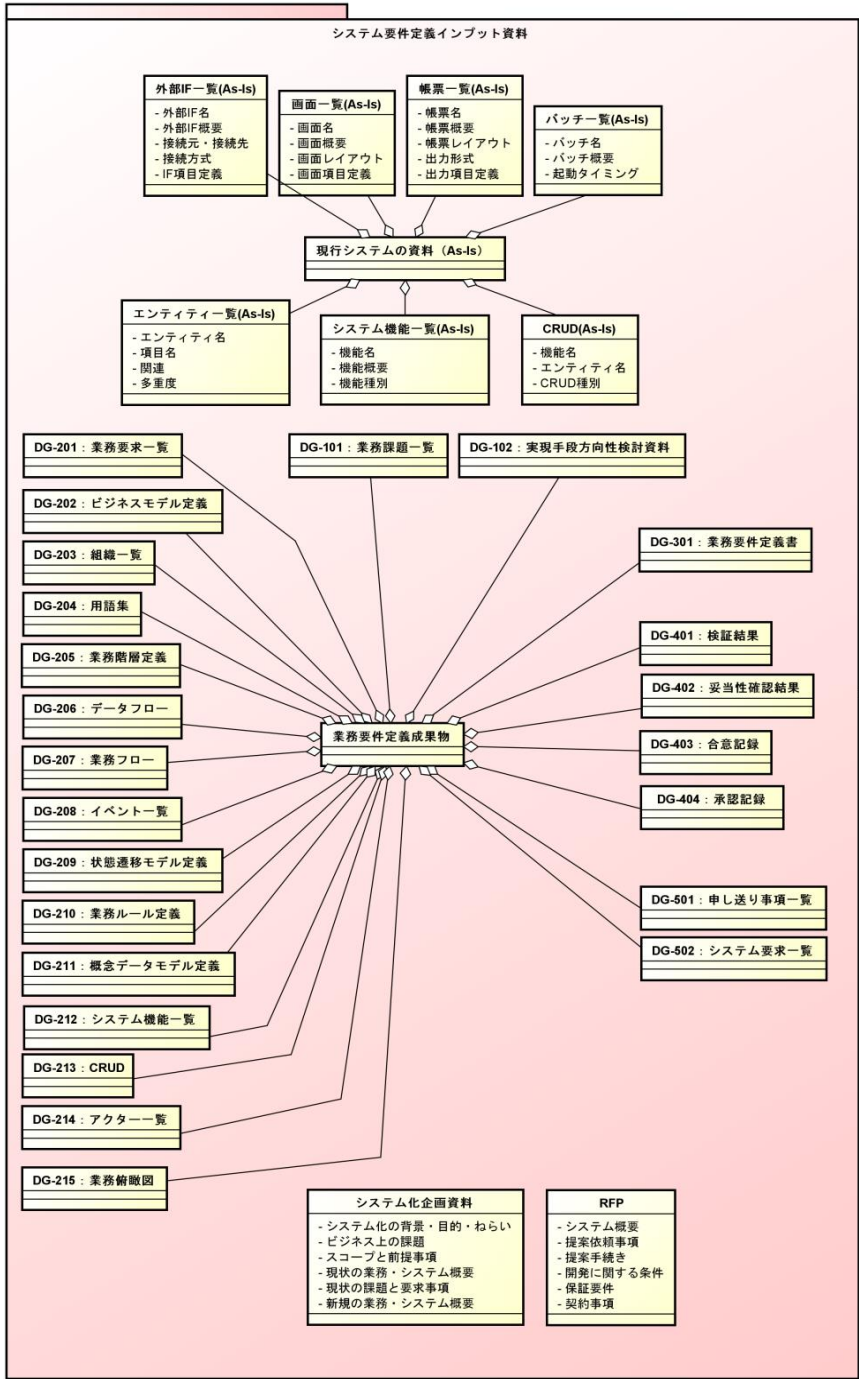 システム要件定義インプット資料
外部IF一覧(As-Is)
- 外部IF名
- 外部IF概要
- 接続元・接続先
- 接続方式
- IF項目定義
画面一覧(As-Is)
- 画面名
- 画面概要
- 画面レイアウト
- 画面項目定義
帳票一覧(As-Is)
- 帳票名
- 帳票概要
- 帳票レイアウト
- 出力形式
- 出力項目定義
バッチ一覧(As-Is)
- バッチ名
- バッチ概要
- 起動タイミング
現行システムの資料（As-Is）
エンティティ一覧(As-Is)
- エンティティ名
- 項目名
- 関連
- 多重度
システム機能一覧(As-Is)
- 機能名
- 機能概要
- 機能種別
CRUD(As-Is)
- 機能名
- エンティティ名
- CRUD種別
DG-201：業務要求一覧
DG-101：業務課題一覧
DG-102：実現手段方向性検討資料
DG-202：ビジネスモデル定義
DG-203：組織一覧
DG-204：用語集
DG-205：業務階層定義
DG-206：データフロー
DG-207：業務フロー
DG-208：イベント一覧
DG-209：状態遷移モデル定義
DG-210：業務ルール定義
DG-211：概念データモデル定義
DG-212：システム機能一覧
DG-213：CRUD
DG-214：アクター一覧
DG-215：業務俯瞰図
業務要件定義成果物
DG-301：業務要件定義書
DG-401：検証結果
DG-402：妥当性確認結果
DG-403：合意記録
DG-404：承認記録
DG-501：申し送り事項一覧
DG-502：システム要求一覧
システム化企画資料
- システム化の背景・目的・ねらい
- ビジネス上の課題
- スコープと前提事項
- 現状の業務・システム概要
- 現状の課題と要求事項
- 新規の業務・システム概要
RFP
- システム概要
- 提案依頼事項
- 提案手続き
- 開発に関する条件
- 保証要件
- 契約事項